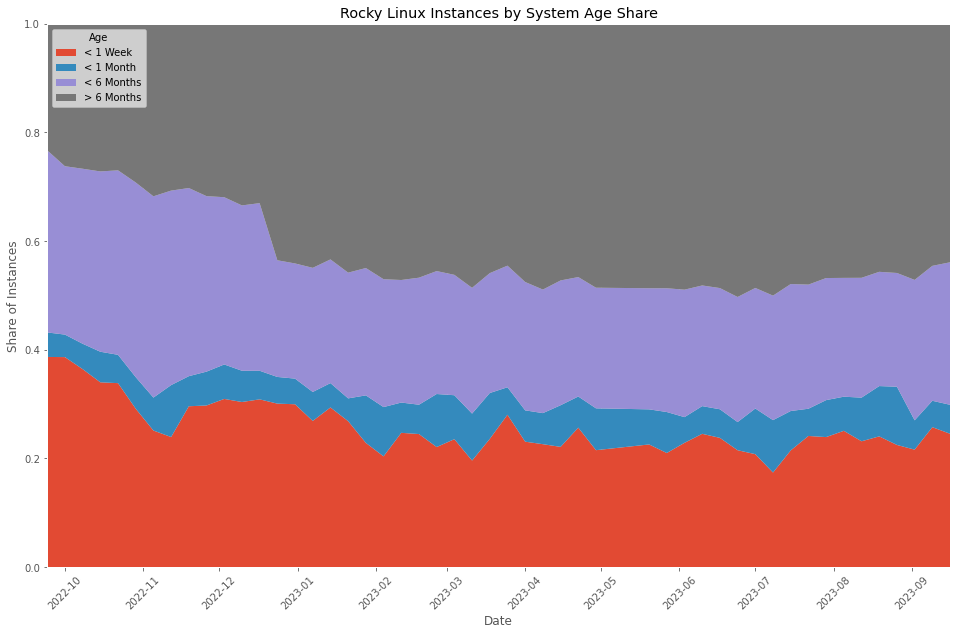 Rocky Linux Instances by System Age Share
Share of Instances
1.0
0.8
0.6
0.4
0.2
0.0
Age
< 1 Week
< 1 Month
< 6 Months
> 6 Months
2022-10
2022-11
2022-12
2023-01
2023-02
2023-03
2023-04
2023-05
2023-06
2023-07
2023-08
2023-09
Date